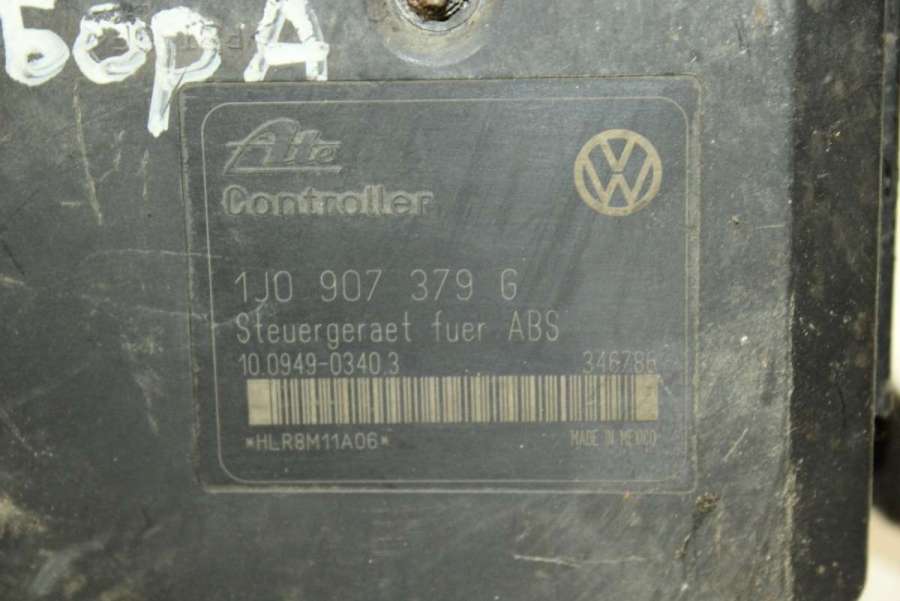 БорА
Ate
Controller
1J0 907 379 G
Steuergeraet fuer ABS
10.0949-0340.3 346786
*HLR8M11A06* MADE IN MEXICO